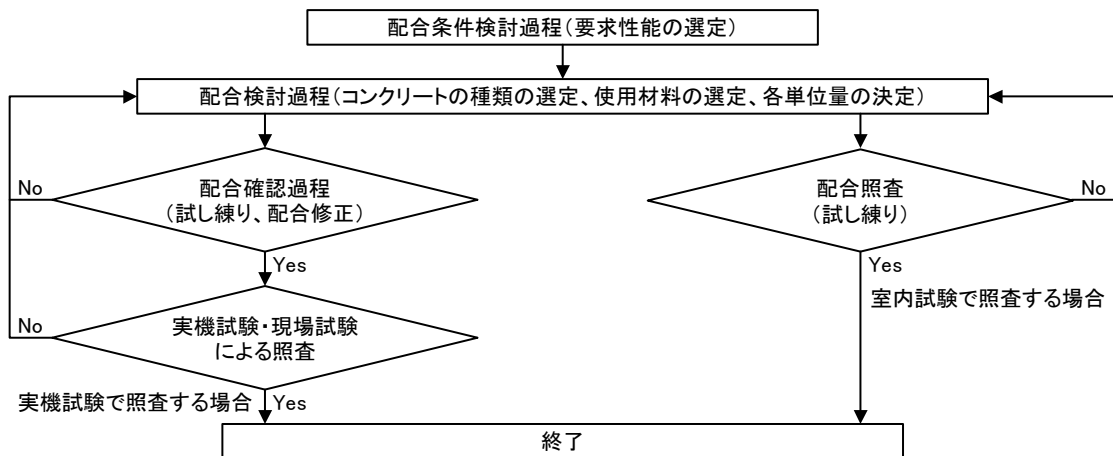 配合条件検討過程(要求性能の選定)
配合検討過程(コンクリートの種類の選定、使用材料の選定、各単位量の決定)
No
配合確認過程
(試し練り、配合修正)
Yes
No
実機試験・現場試験
による照査
実機試験で照査する場合
Yes
配合照査
(試し練り)
No
Yes
室内試験で照査する場合
終了